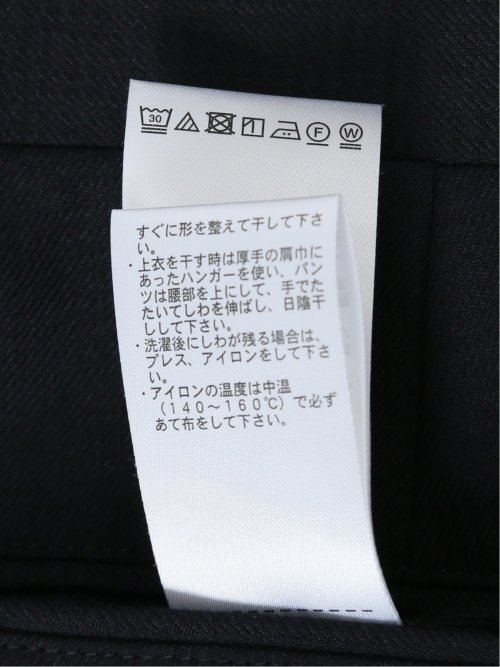 30 F W
すぐに形を整えて干して下さ
い。
・上衣を干す時は厚手の肩巾に
あったハンガーを使い、パン
ツは腰部を上にして、手でた
たいてしわを伸ばし、日陰干
しして下さい。
・洗濯後にしわが残る場合は、
プレス、アイロンをして下さ
い。
・アイロンの温度は中温
（140～160℃）で必ず
あて布をして下さい。